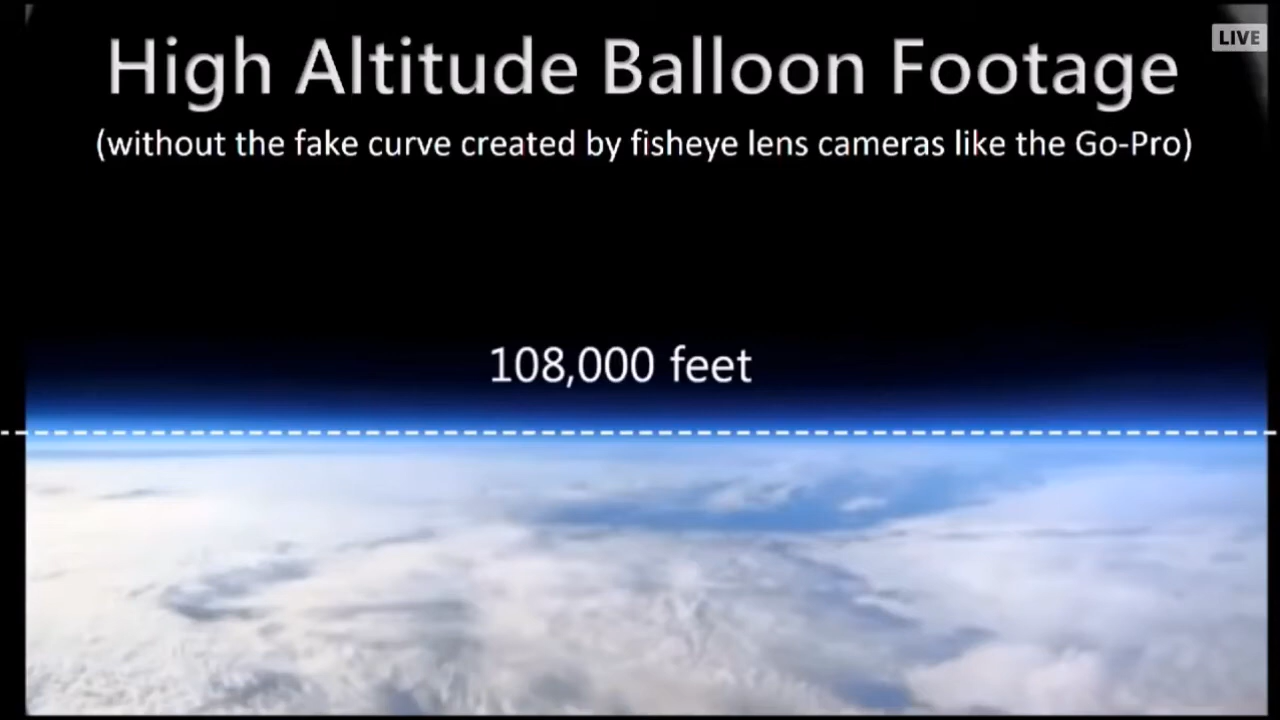 LIVE
High Altitude Balloon Footage
(without the fake curve created by fisheye lens cameras like the Go-Pro)
108,000 feet